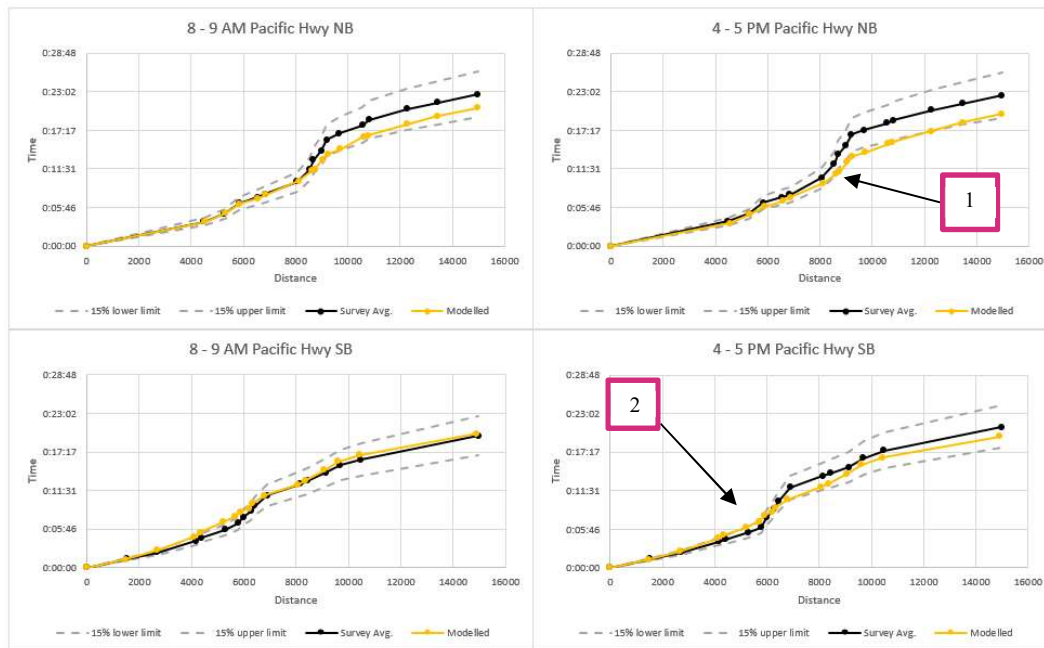 8 - 9 AM Pacific Hwy NB
0:28:48
0:23:02
0:17:17
0:11:31
0:05:46
0:00:00
Time
0 2000 4000 6000 8000 10000 12000 14000 16000
Distance
- 15% lower limit - 15% upper limit Survey Avg. Modelled
4 - 5 PM Pacific Hwy NB
0:28:48
0:23:02
0:17:17
0:11:31
0:05:46
0:00:00
Time
1
0 2000 4000 6000 8000 10000 12000 14000 16000
Distance
- 15% lower limit - 15% upper limit Survey Avg. Modelled
8 - 9 AM Pacific Hwy SB
0:28:48
0:23:02
0:17:17
0:11:31
0:05:46
0:00:00
Time
0 2000 4000 6000 8000 10000 12000 14000 16000
Distance
- 15% lower limit 15% upper limit Survey Avg. Modelled
4 - 5 PM Pacific Hwy SB
0:28:48
0:23:02
0:17:17
0:11:31
0:05:46
0:00:00
Time
2
0 2000 4000 6000 8000 10000 12000 14000 16000
Distance
- 15% lower limit 15% upper limit Survey Avg. Modelled